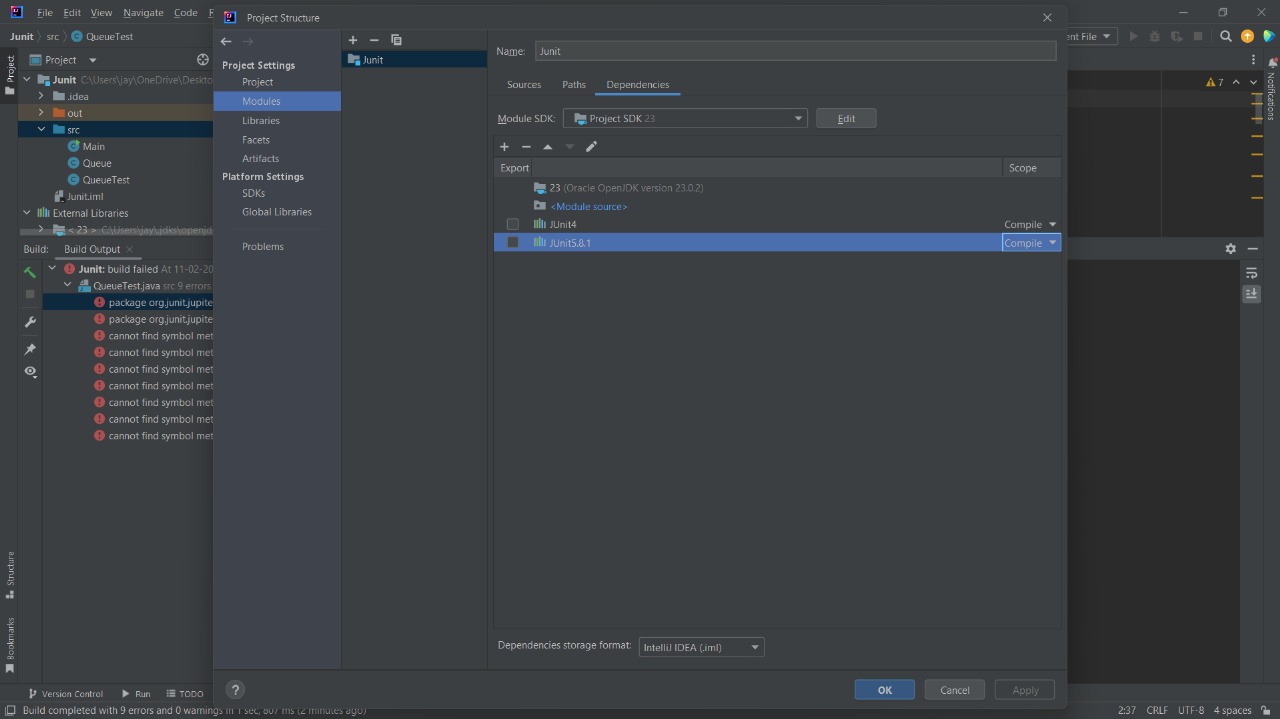 File Edit View Navigate Code F
Project Structure
Junit src QueueTest
ent File
Project
Project
Junit C:\Users\jay\OneDrive\Deskto
.idea
out
src
Main
Queue
QueueTest
Junit.iml
External Libraries
< 23 > C:\Users\jay\.jdks\openjd
Build: Build Output
Junit: build failed At 11-02-20
QueueTest.java src 9 errors
package org.junit.jupite
package org.junit.jupite
cannot find symbol met
cannot find symbol met
cannot find symbol met
cannot find symbol met
cannot find symbol met
cannot find symbol met
cannot find symbol met
Structure
Bookmarks
Project Settings
Project
Modules
Libraries
Facets
Artifacts
Platform Settings
SDKs
Global Libraries
Problems
Junit
Name: Junit
Sources Paths Dependencies
Module SDK: Project SDK 23 Edit
Export Scope
23 (Oracle OpenJDK version 23.0.2)
<Module source>
JUnit4 Compile
JUnit5.8.1 Compile
Dependencies storage format: IntelliJ IDEA (.iml)
? OK Cancel Apply
7
Notifications
Version Control Run TODO
Build completed with 9 errors and 0 warnings in 1 sec, 807 ms (2 minutes ago)
2:37 CRLF UTF-8 4 spaces